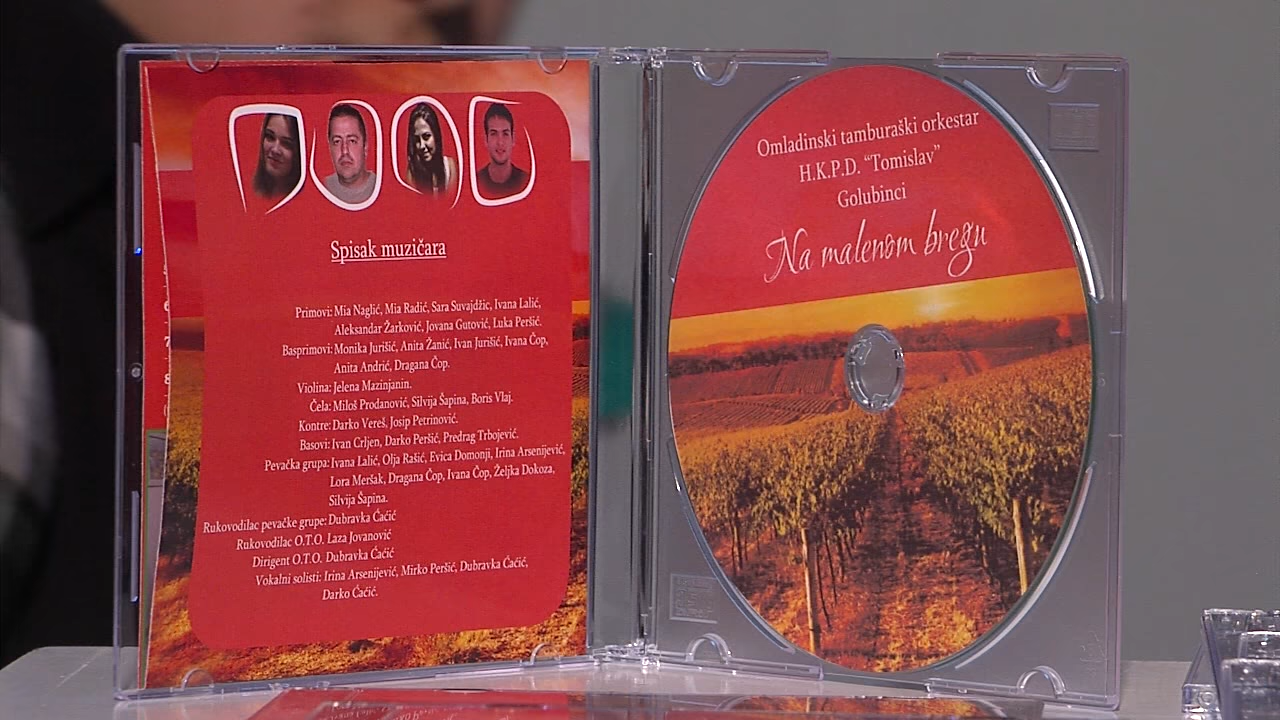 Spisak muzičara
Primovi: Mia Naglić, Mia Radić, Sara Suvajdžic, Ivana Lalić,
Aleksandar Žarković, Jovana Gutović, Luka Peršić.
Basprimovi: Monika Jurišić, Anita Žanić, Ivan Jurišić, Ivana Čop,
Anita Andrić, Dragana Čop.
Violina: Jelena Mazinjanin.
Čela: Miloš Prodanović, Silvija Šapina, Boris Vlaj.
Kontre: Darko Vereš, Josip Petrinović.
Basovi: Ivan Crljen, Darko Peršić, Predrag Trbojević.
Pevačka grupa: Ivana Lalić, Olja Rašić, Evica Domonji, Irina Arsenijević,
Lora Meršak, Dragana Čop, Ivana Čop, Željka Dokoza,
Silvija Šapina.
Rukovodilac pevačke grupe: Dubravka Ćaćić
Rukovodilac O.T.O. Laza Jovanović
Dirigent O.T.O. Dubravka Ćaćić
Vokalni solisti: Irina Arsenijević, Mirko Peršić, Dubravka Ćaćić,
Darko Ćaćić.
Omladinski tamburaški orkestar
H.K.P.D. “Tomislav”
Golubinci
Na malenom bregu